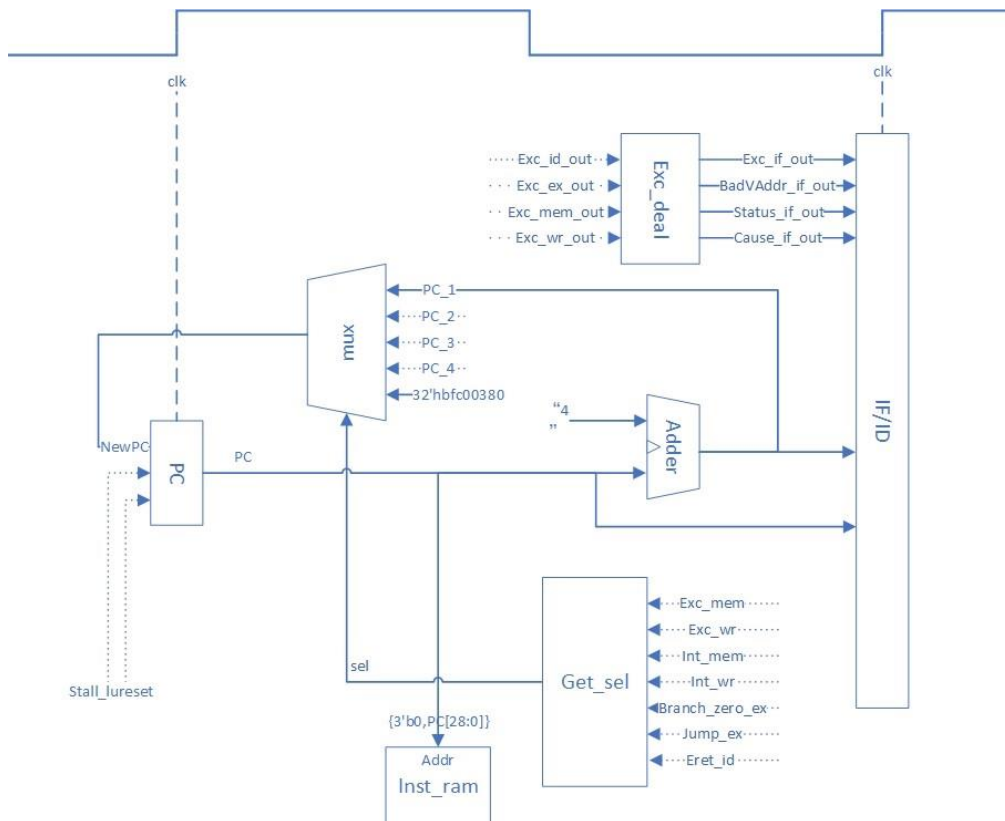 clk
clk
Exc_id_out
Exc_if_out
Exc_ex_out
BadVAddr_if_out
Exc_mem_out
Status_if_out
Exc_wr_out
Cause_if_out
Exc_deal
PC_1
PC_2
PC_3
PC_4
32'hbfc00380
mux
"4
"
Adder
IF/ID
NewPC
PC
PC
Exc_mem
Exc_wr
Int_mem
Int_wr
Branch_zero_ex
Jump_ex
Eret_id
Get_sel
sel
Stall_lureset
{3'b0,PC[28:0]}
Addr
Inst_ram